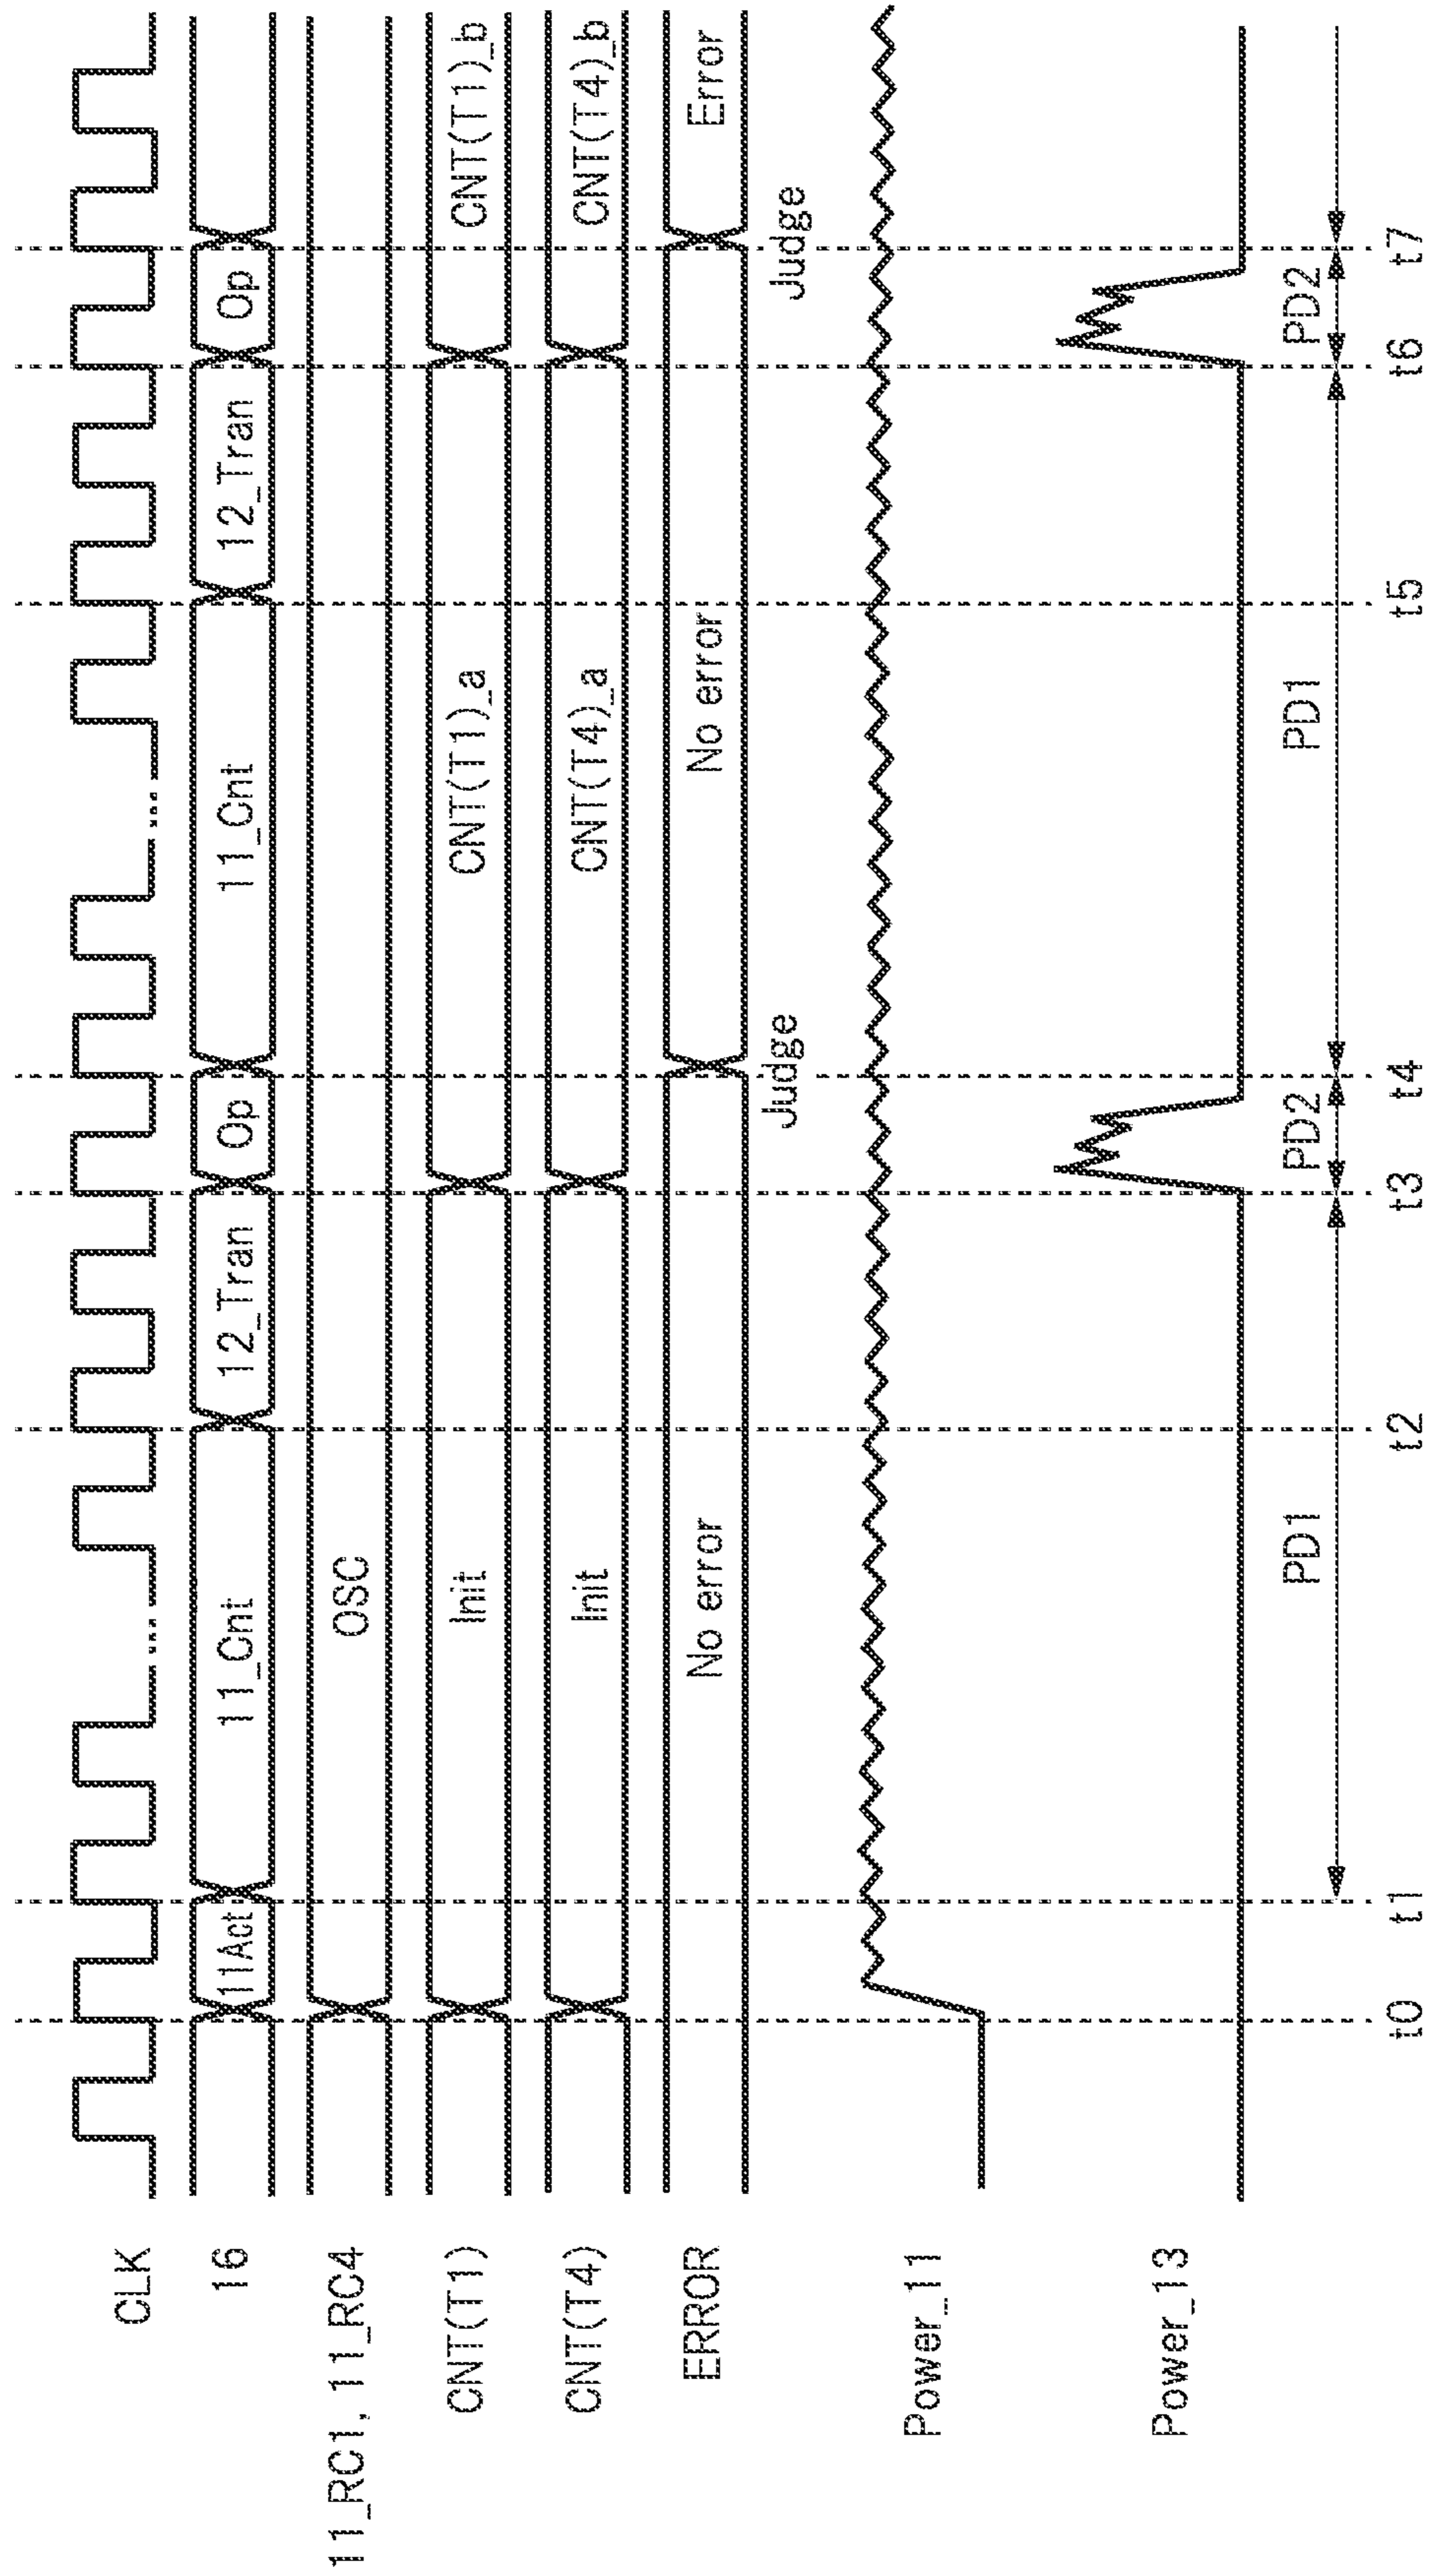 CLK
16 11Act 11_Cnt 12_Tran Op 11_Cnt 12_Tran Op
11_RC1, 11_RC4 OSC
CNT(T1) Init CNT(T1)_a CNT(T1)_b
CNT(T4) Init CNT(T4)_a CNT(T4)_b
ERROR No error No error Error
Judge Judge
Power_11
Power_13
PD1 PD2 PD1 PD2
t0 t1 t2 t3 t4 t5 t6 t7